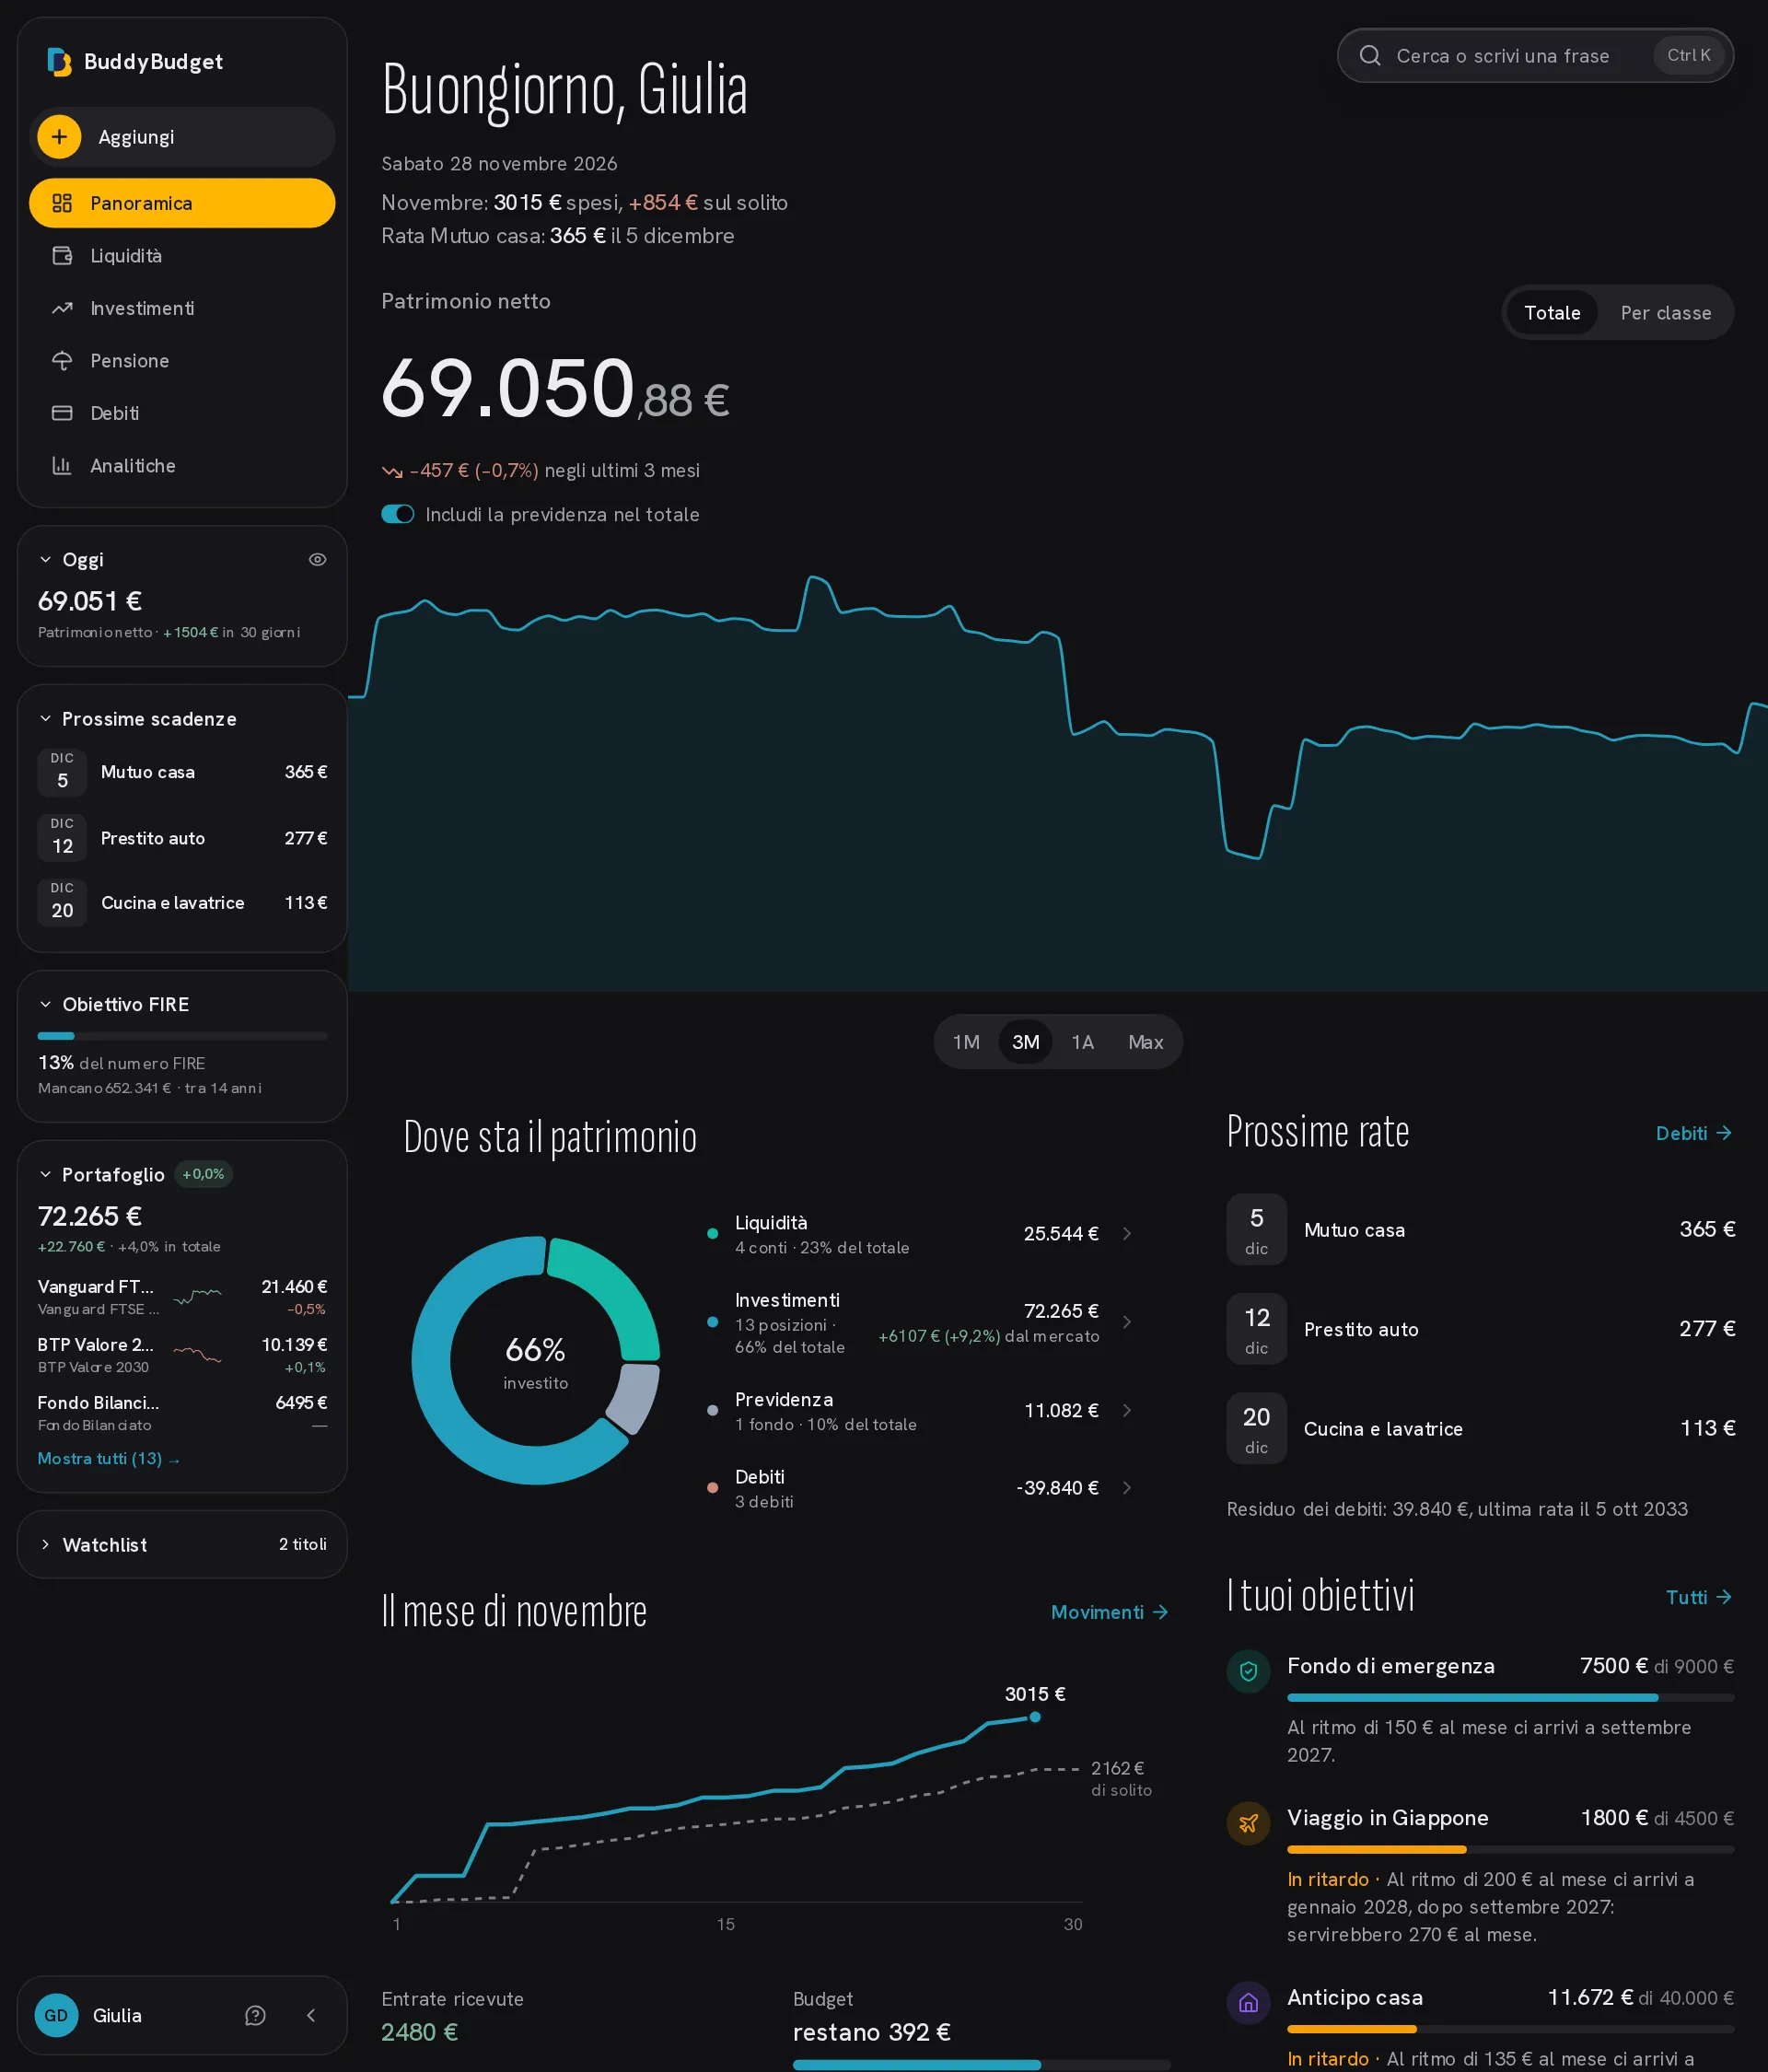 BuddyBudget
Aggiungi
Panoramica
Liquidità
Investimenti
Pensione
Debiti
Analitiche
Oggi
69.051 €
Patrimonio netto · +1504 € in 30 giorni
Prossime scadenze
DIC
5
Mutuo casa
365 €
DIC
12
Prestito auto
277 €
DIC
20
Cucina e lavatrice
113 €
Obiettivo FIRE
13% del numero FIRE
Mancano 652.341 € · tra 14 anni
Portafoglio +0,0%
72.265 €
+22.760 € · +4,0% in totale
Vanguard FT... 21.460 €
Vanguard FTSE ... −0,5%
BTP Valore 2... 10.139 €
BTP Valore 2030 +0,1%
Fondo Bilanci... 6495 €
Fondo Bilanciato —
Mostra tutti (13) →
Watchlist 2 titoli
GD Giulia
Cerca o scrivi una frase Ctrl K
Buongiorno, Giulia
Sabato 28 novembre 2026
Novembre: 3015 € spesi, +854 € sul solito
Rata Mutuo casa: 365 € il 5 dicembre
Patrimonio netto
Totale Per classe
69.050,88 €
−457 € (−0,7%) negli ultimi 3 mesi
Includi la previdenza nel totale
1M 3M 1A Max
Dove sta il patrimonio
66%
investito
Liquidità
4 conti · 23% del totale
25.544 €
Investimenti
13 posizioni ·
66% del totale
72.265 €
+6107 € (+9,2%) dal mercato
Previdenza
1 fondo · 10% del totale
11.082 €
Debiti
3 debiti
-39.840 €
Prossime rate
Debiti →
5
dic
Mutuo casa
365 €
12
dic
Prestito auto
277 €
20
dic
Cucina e lavatrice
113 €
Residuo dei debiti: 39.840 €, ultima rata il 5 ott 2033
Il mese di novembre
Movimenti →
3015 €
2162 €
di solito
1 15 30
Entrate ricevute
2480 €
Budget
restano 392 €
I tuoi obiettivi
Tutti →
Fondo di emergenza 7500 € di 9000 €
Al ritmo di 150 € al mese ci arrivi a settembre
2027.
Viaggio in Giappone 1800 € di 4500 €
In ritardo · Al ritmo di 200 € al mese ci arrivi a
gennaio 2028, dopo settembre 2027:
servirebbero 270 € al mese.
Anticipo casa 11.672 € di 40.000 €
In ritardo · Al ritmo di 135 € al mese ci arrivi a